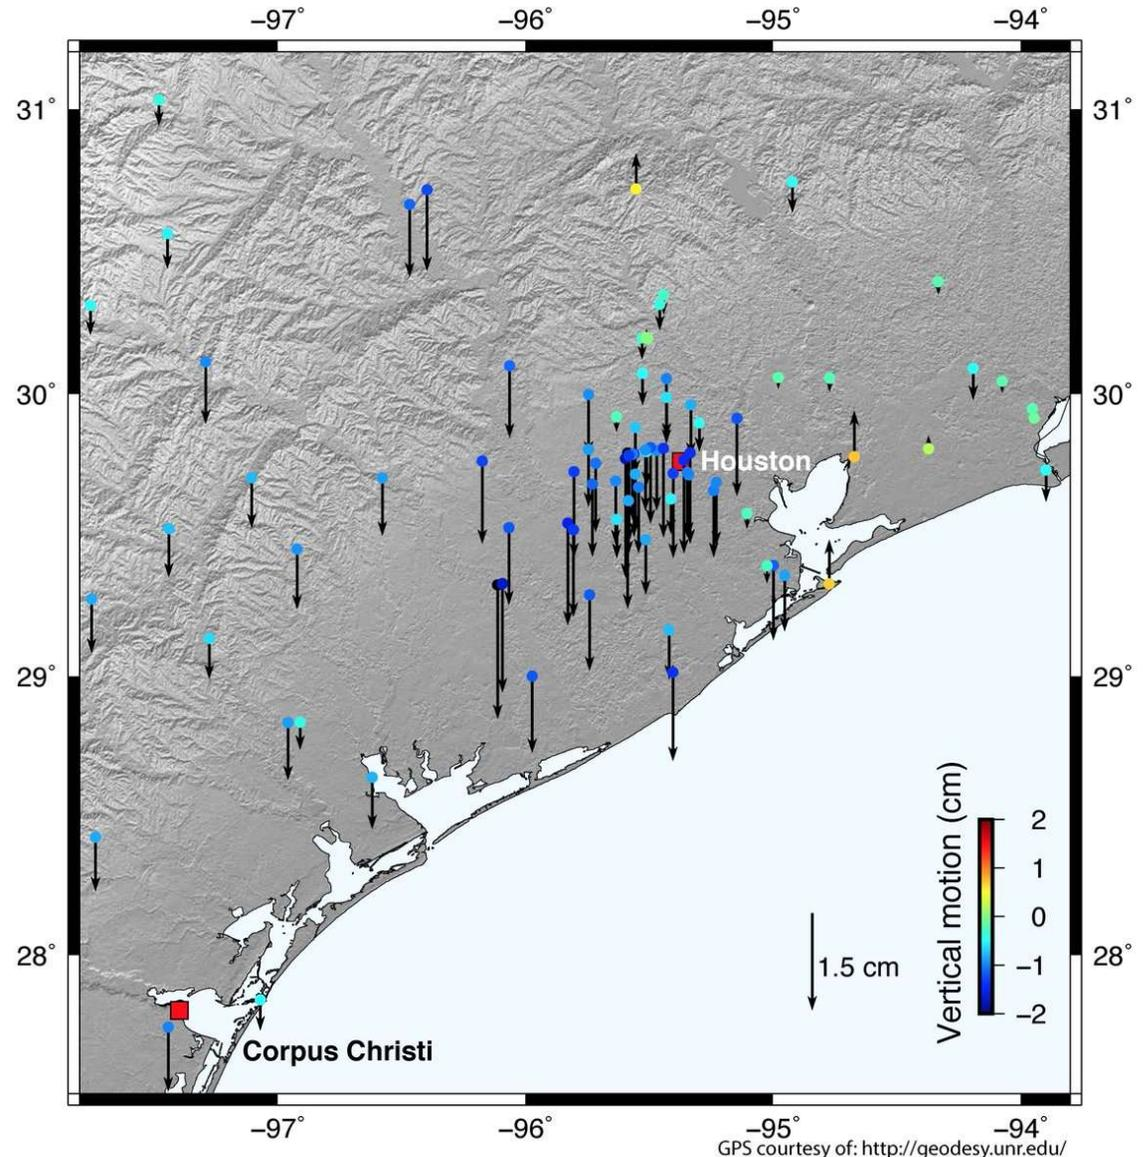 −97° −96° −95° −94°
31° 31°
30° 30°
Houston
29° 29°
Vertical motion (cm)
2
1
0
−1
−2
28° 28°
1.5 cm
Corpus Christi
−97° −96° −95° −94°
GPS courtesy of: http://geodesy.unr.edu/